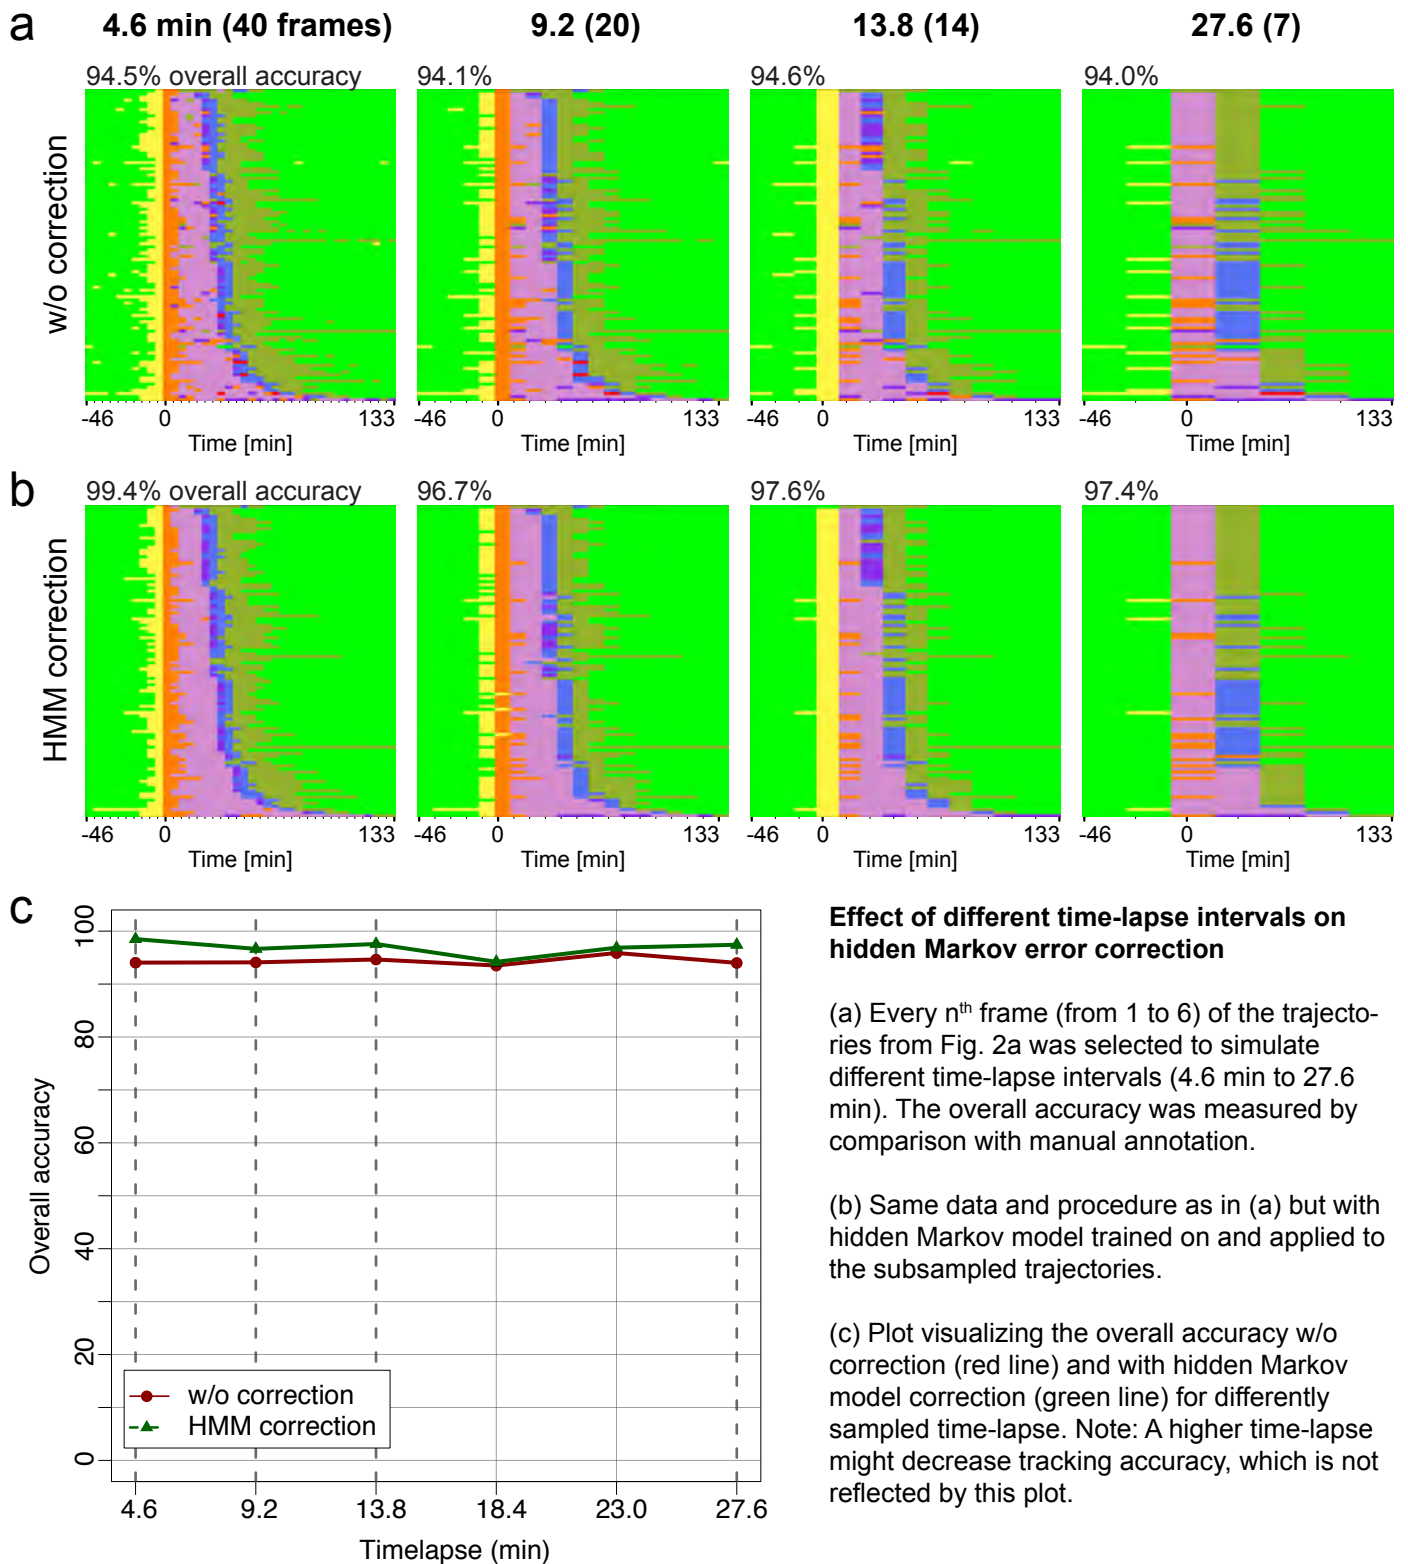 a
4.6 min (40 frames)
9.2 (20)
13.8 (14)
27.6 (7)
94.5% overall accuracy
94.1%
94.6%
94.0%
w/o correction
-46 0 133
-46 0 133
-46 0 133
-46 0 133
Time [min]
Time [min]
Time [min]
Time [min]
b
99.4% overall accuracy
96.7%
97.6%
97.4%
HMM correction
-46 0 133
-46 0 133
-46 0 133
-46 0 133
Time [min]
Time [min]
Time [min]
Time [min]
c
100
80
60
40
20
0
Overall accuracy
w/o correction
HMM correction
4.6 9.2 13.8 18.4 23.0 27.6
Timelapse (min)
Effect of different time-lapse intervals on
hidden Markov error correction
(a) Every nth frame (from 1 to 6) of the trajecto-
ries from Fig. 2a was selected to simulate
different time-lapse intervals (4.6 min to 27.6
min). The overall accuracy was measured by
comparison with manual annotation.
(b) Same data and procedure as in (a) but with
hidden Markov model trained on and applied to
the subsampled trajectories.
(c) Plot visualizing the overall accuracy w/o
correction (red line) and with hidden Markov
model correction (green line) for differently
sampled time-lapse. Note: A higher time-lapse
might decrease tracking accuracy, which is not
reflected by this plot.